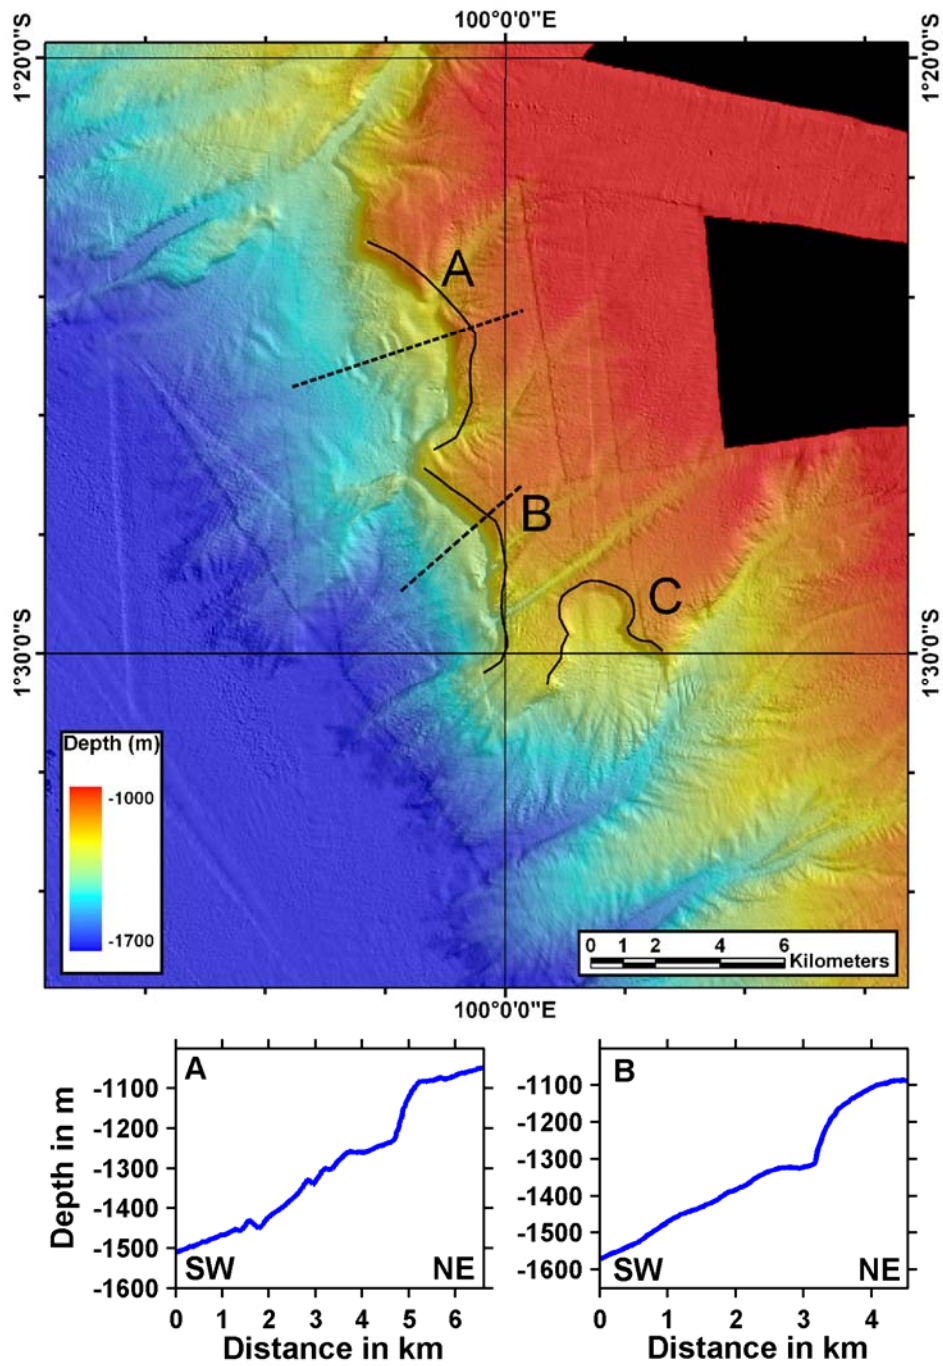 100°0'0"E
1°20'0"S
1°20'0"S
A
B
C
1°30'0"S
1°30'0"S
Depth (m)
-1000
-1700
0 1 2 4 6
Kilometers
100°0'0"E
A
-1100
-1200
-1300
-1400
-1500
-1600
Depth in m
SW NE
0 1 2 3 4 5 6
Distance in km
B
-1100
-1200
-1300
-1400
-1500
-1600
SW NE
0 1 2 3 4
Distance in km